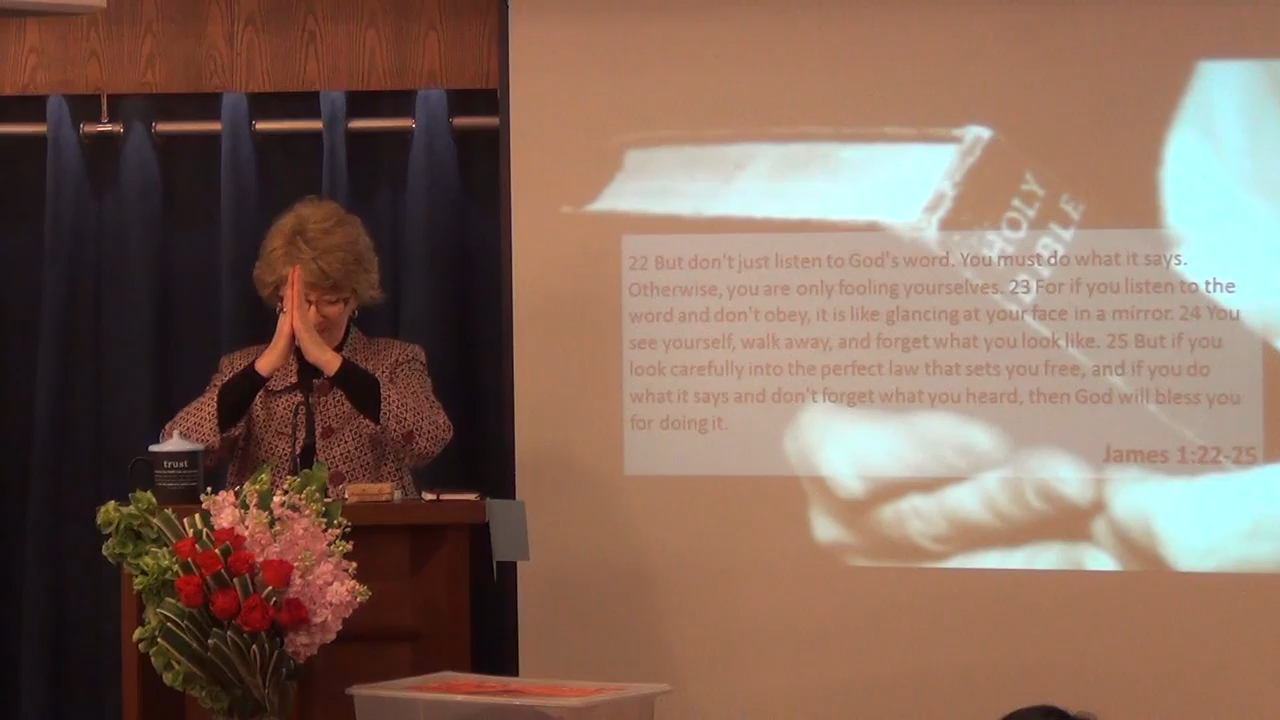 HOLY
BIBLE
22 But don't just listen to God's word. You must do what it says.
Otherwise, you are only fooling yourselves. 23 For if you listen to the
word and don't obey, it is like glancing at your face in a mirror. 24 You
see yourself, walk away, and forget what you look like. 25 But if you
look carefully into the perfect law that sets you free, and if you do
what it says and don't forget what you heard, then God will bless you
for doing it.
James 1:22-25
trust